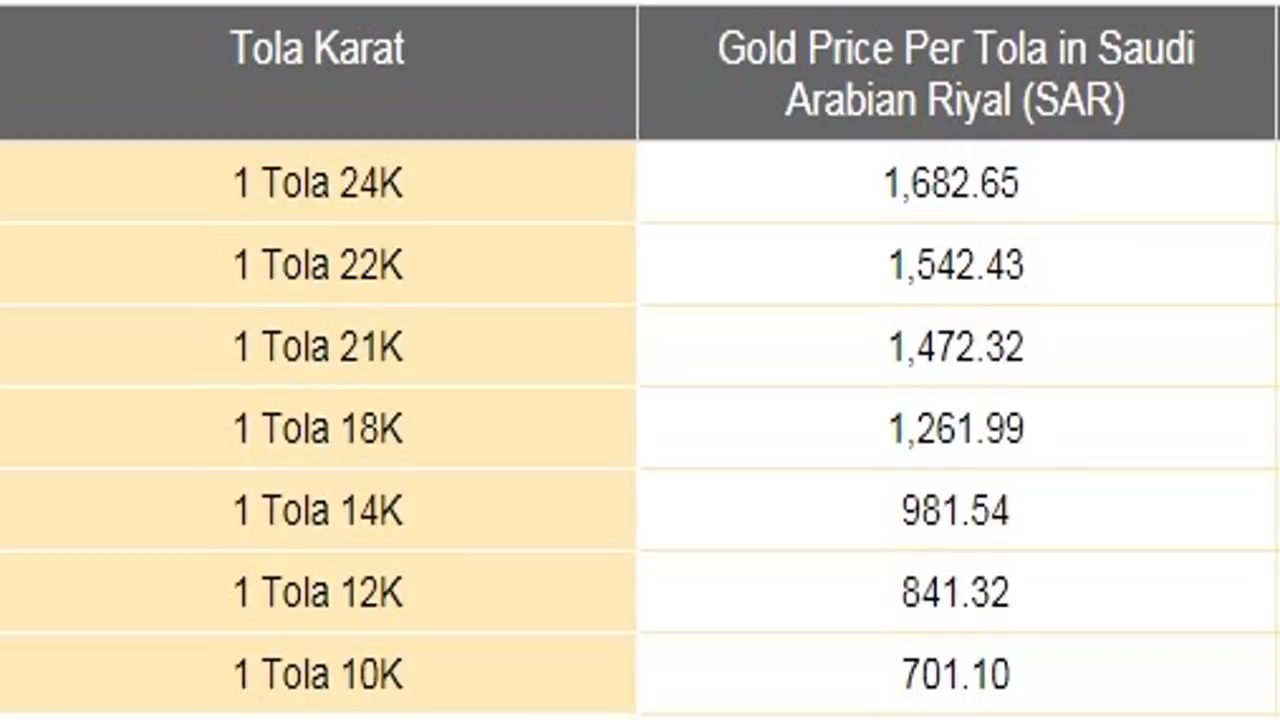 Tola Karat
Gold Price Per Tola in Saudi
Arabian Riyal (SAR)
1 Tola 24K 1,682.65
1 Tola 22K 1,542.43
1 Tola 21K 1,472.32
1 Tola 18K 1,261.99
1 Tola 14K 981.54
1 Tola 12K 841.32
1 Tola 10K 701.10